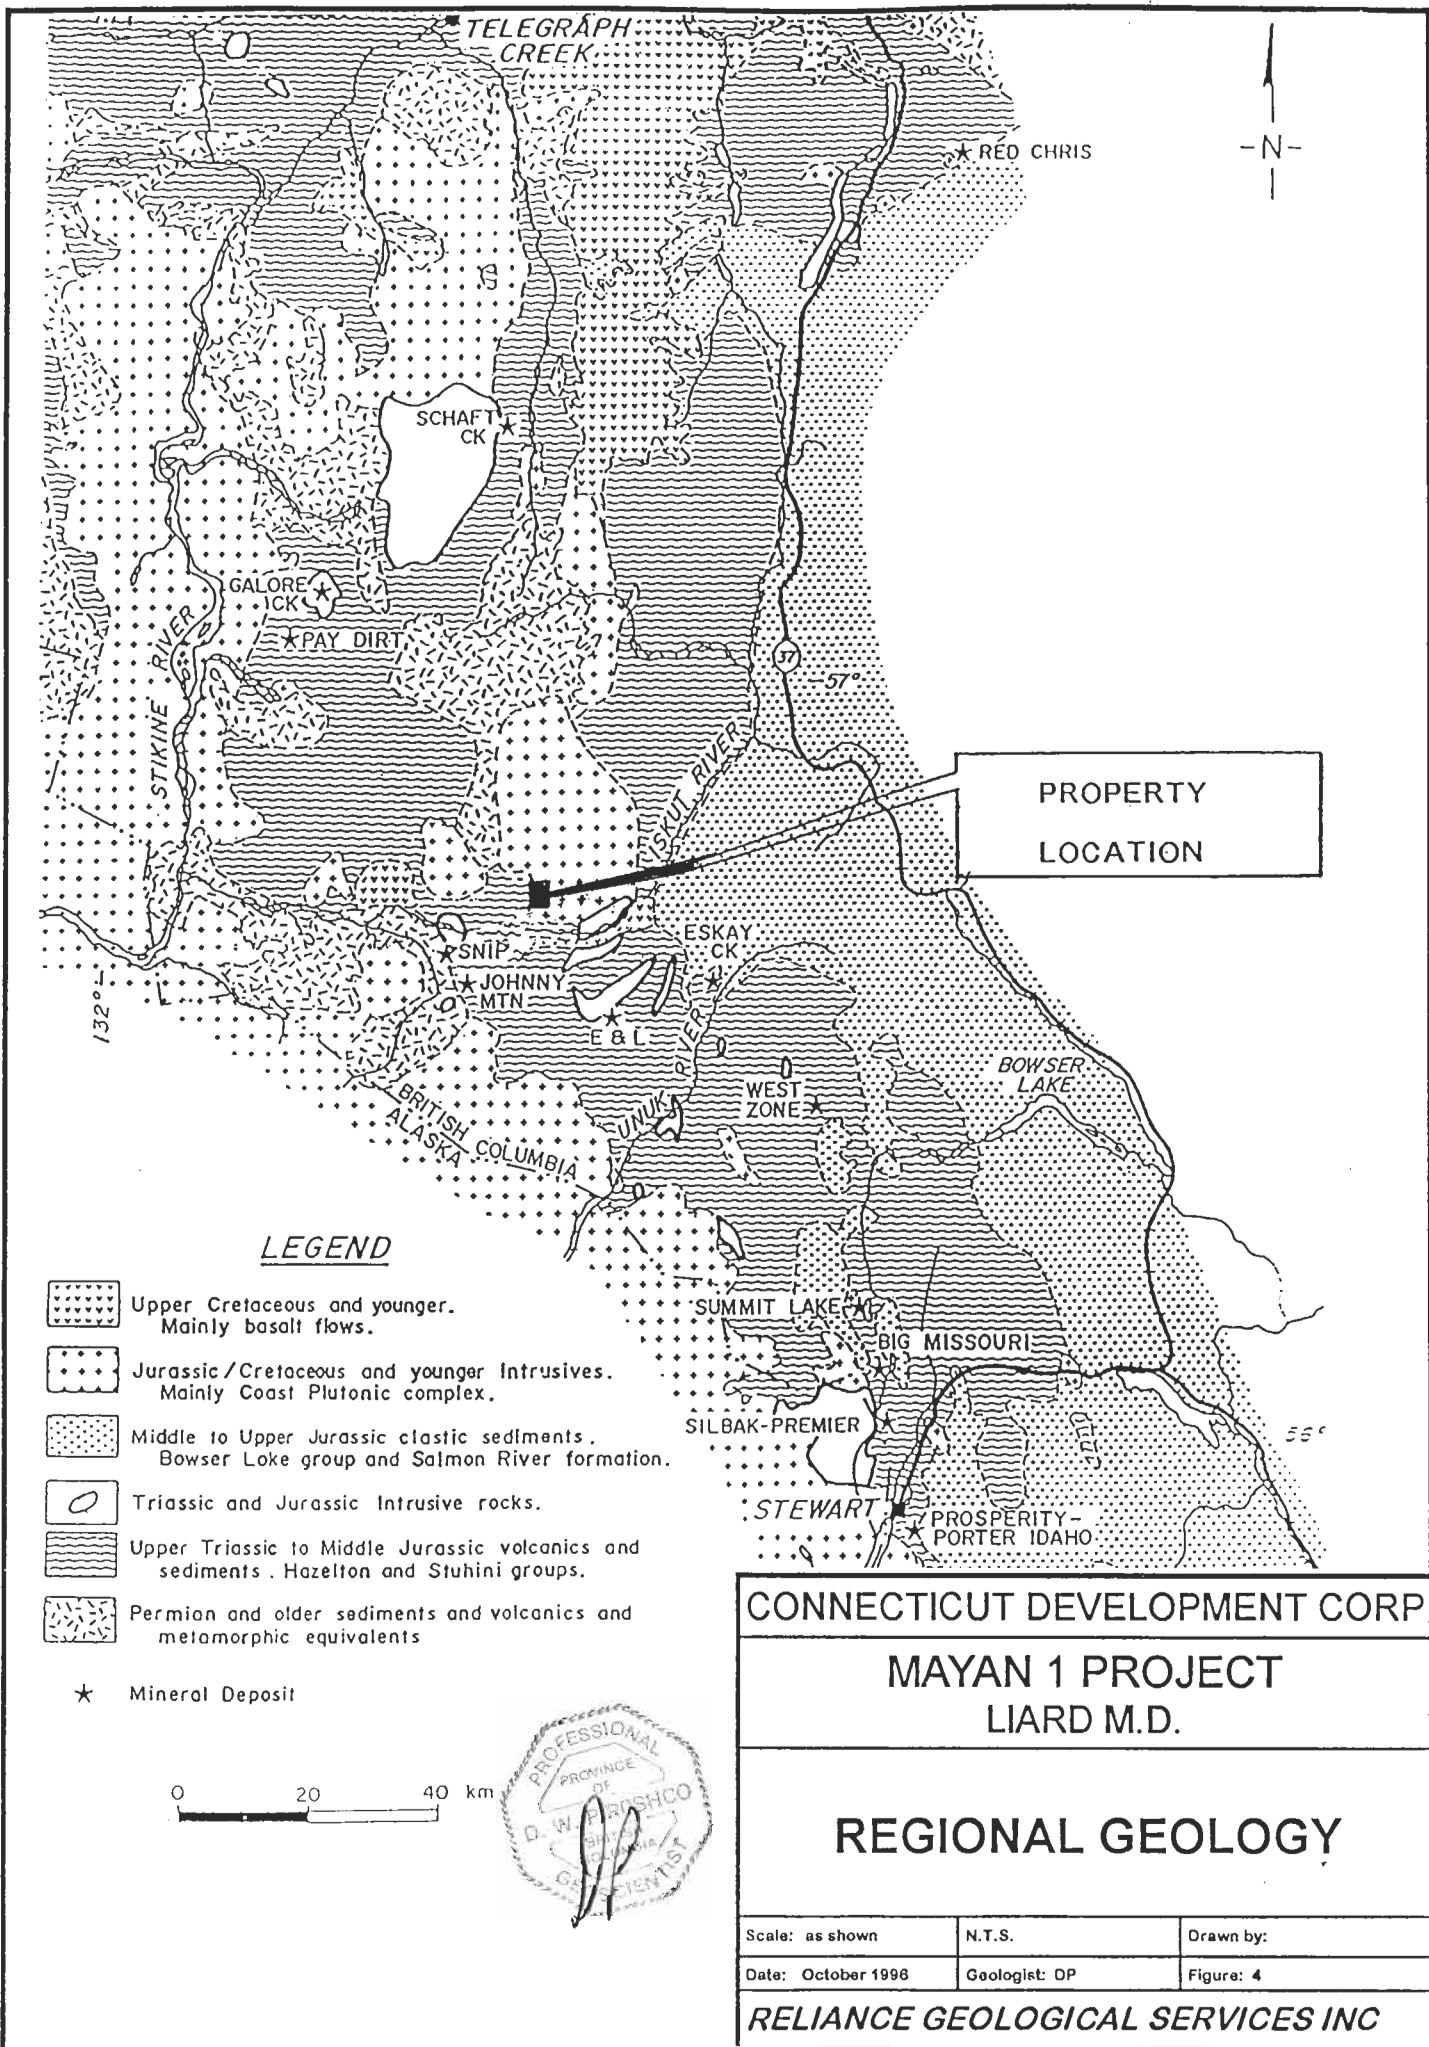 TELEGRAPH
CREEK
-N-
RED CHRIS
SCHAFT
CK
GALORE
CK
PAY DIRT
STIKINE RIVER
37
57°
ISKUT RIVER
PROPERTY
LOCATION
SNIP
JOHNNY
MTN
E & L
ESKAY
CK
132°
UNUK RIVER
WEST
ZONE
BOWSER
LAKE
BRITISH COLUMBIA
ALASKA
SUMMIT LAKE
BIG MISSOURI
SILBAK-PREMIER
56°
STEWART
PROSPERITY-
PORTER IDAHO
LEGEND
Upper Cretaceous and younger.
Mainly basalt flows.
Jurassic/Cretaceous and younger Intrusives.
Mainly Coast Plutonic complex.
Middle to Upper Jurassic clastic sediments.
Bowser Lake group and Salmon River formation.
Triassic and Jurassic Intrusive rocks.
Upper Triassic to Middle Jurassic volcanics and
sediments. Hazelton and Stuhini groups.
Permian and older sediments and volcanics and
metamorphic equivalents
Mineral Deposit
0 20 40 km
PROFESSIONAL
PROVINCE
OF
D. W. PIROSHCO
BRITISH
COLUMBIA
GEOSCIENTIST
CONNECTICUT DEVELOPMENT CORP
MAYAN 1 PROJECT
LIARD M.D.
REGIONAL GEOLOGY
Scale: as shown
N.T.S.
Drawn by:
Date: October 1996
Geologist: DP
Figure: 4
RELIANCE GEOLOGICAL SERVICES INC